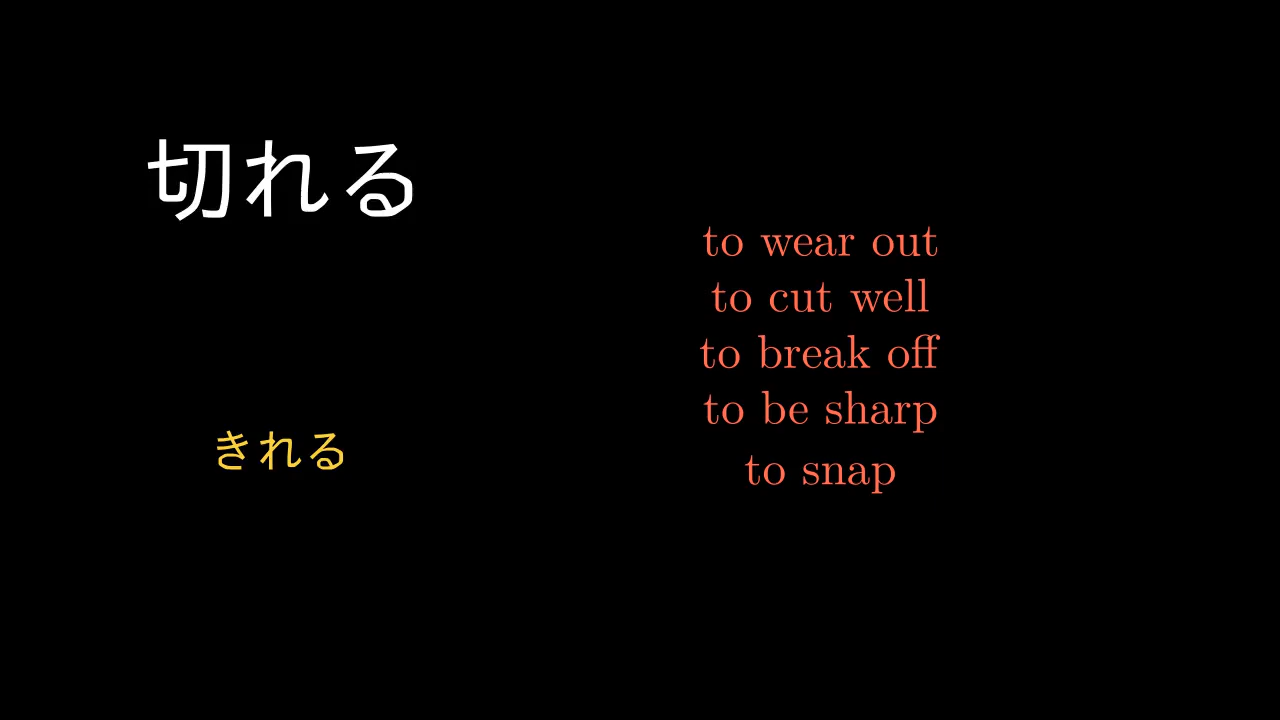 切れる
きれる
to wear out
to cut well
to break off
to be sharp
to snap